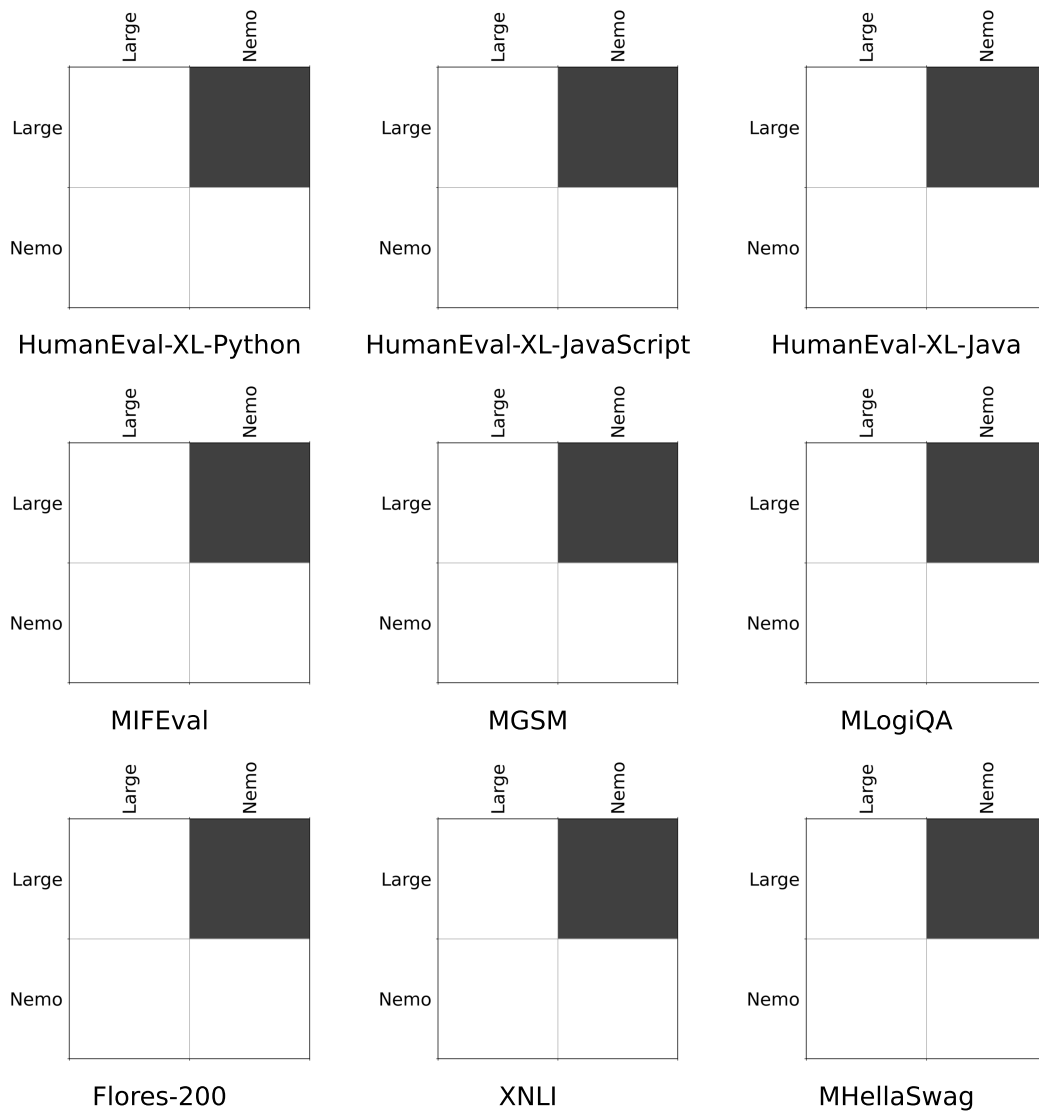 Large Nemo Large Nemo Large Nemo
Large Large Large
Nemo Nemo Nemo
HumanEval-XL-Python HumanEval-XL-JavaScript HumanEval-XL-Java
Large Nemo Large Nemo Large Nemo
Large Large Large
Nemo Nemo Nemo
MIFEval MGSM MLogiQA
Large Nemo Large Nemo Large Nemo
Large Large Large
Nemo Nemo Nemo
Flores-200 XNLI MHellaSwag